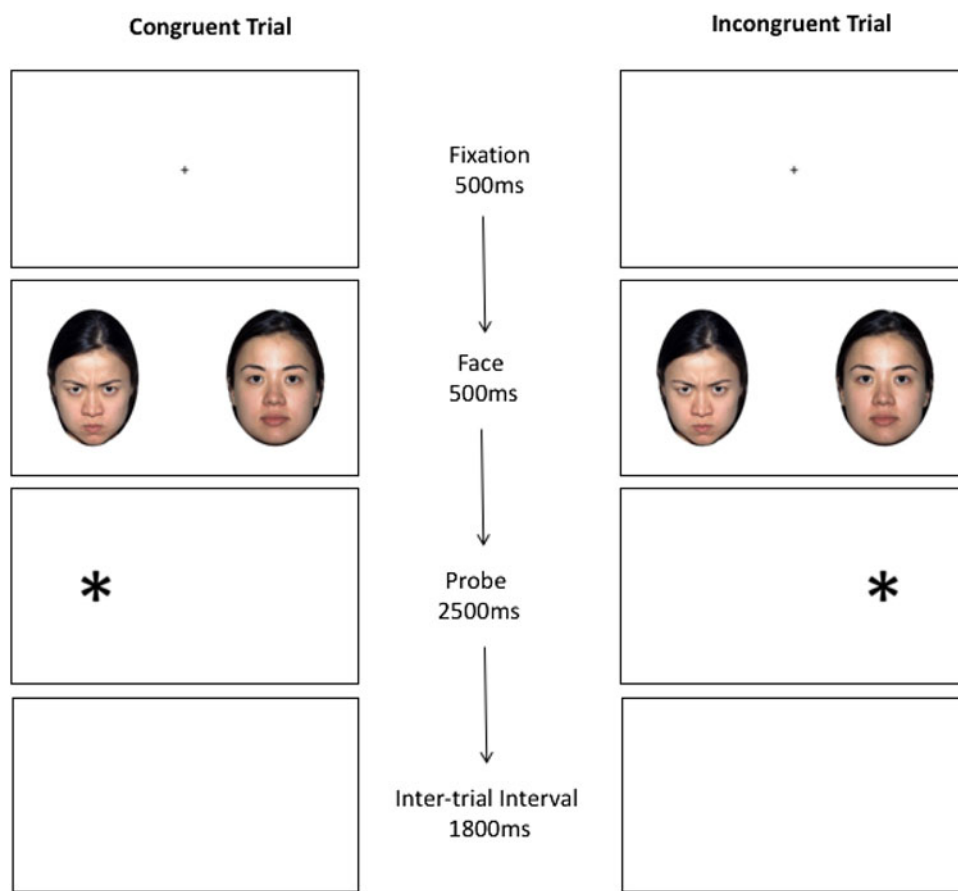 Congruent Trial
Incongruent Trial
Fixation
500ms
Face
500ms
*
Probe
2500ms
*
Inter-trial Interval
1800ms